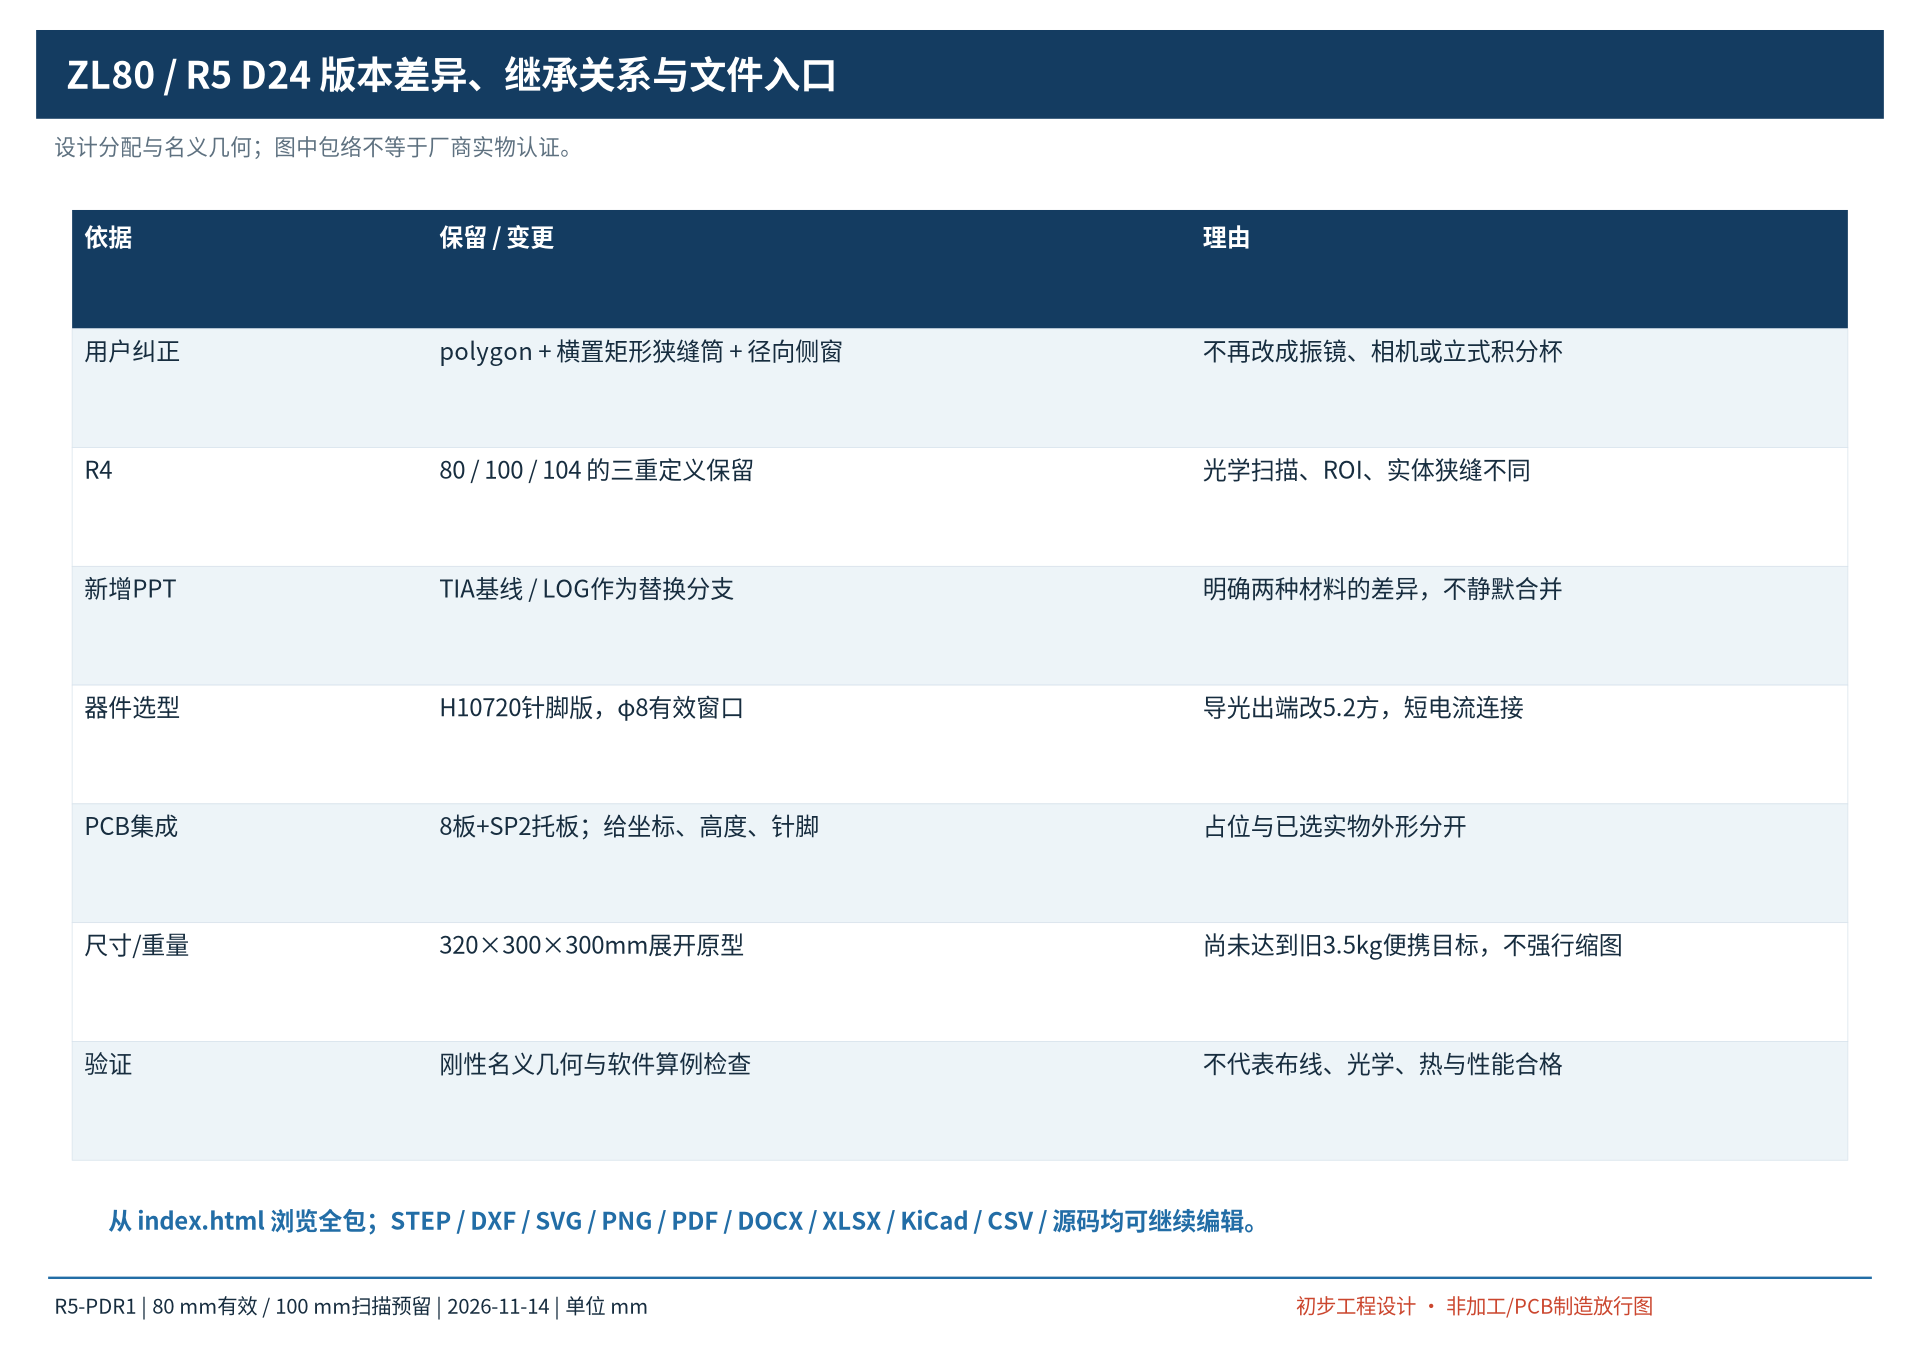 ZL80 / R5 D24 版本差异、继承关系与文件入口
设计分配与名义几何；图中包络不等于厂商实物认证。
依据 保留 / 变更 理由
用户纠正 polygon + 横置矩形狭缝筒 + 径向侧窗 不再改成振镜、相机或立式积分杯
R4 80 / 100 / 104 的三重定义保留 光学扫描、ROI、实体狭缝不同
新增PPT TIA基线 / LOG作为替换分支 明确两种材料的差异，不静默合并
器件选型 H10720针脚版，φ8有效窗口 导光出端改5.2方，短电流连接
PCB集成 8板+SP2托板；给坐标、高度、针脚 占位与已选实物外形分开
尺寸/重量 320×300×300mm展开原型 尚未达到旧3.5kg便携目标，不强行缩图
验证 刚性名义几何与软件算例检查 不代表布线、光学、热与性能合格
从 index.html 浏览全包；STEP / DXF / SVG / PNG / PDF / DOCX / XLSX / KiCad / CSV / 源码均可继续编辑。
R5-PDR1 | 80 mm有效 / 100 mm扫描预留 | 2026-11-14 | 单位 mm 初步工程设计 · 非加工/PCB制造放行图